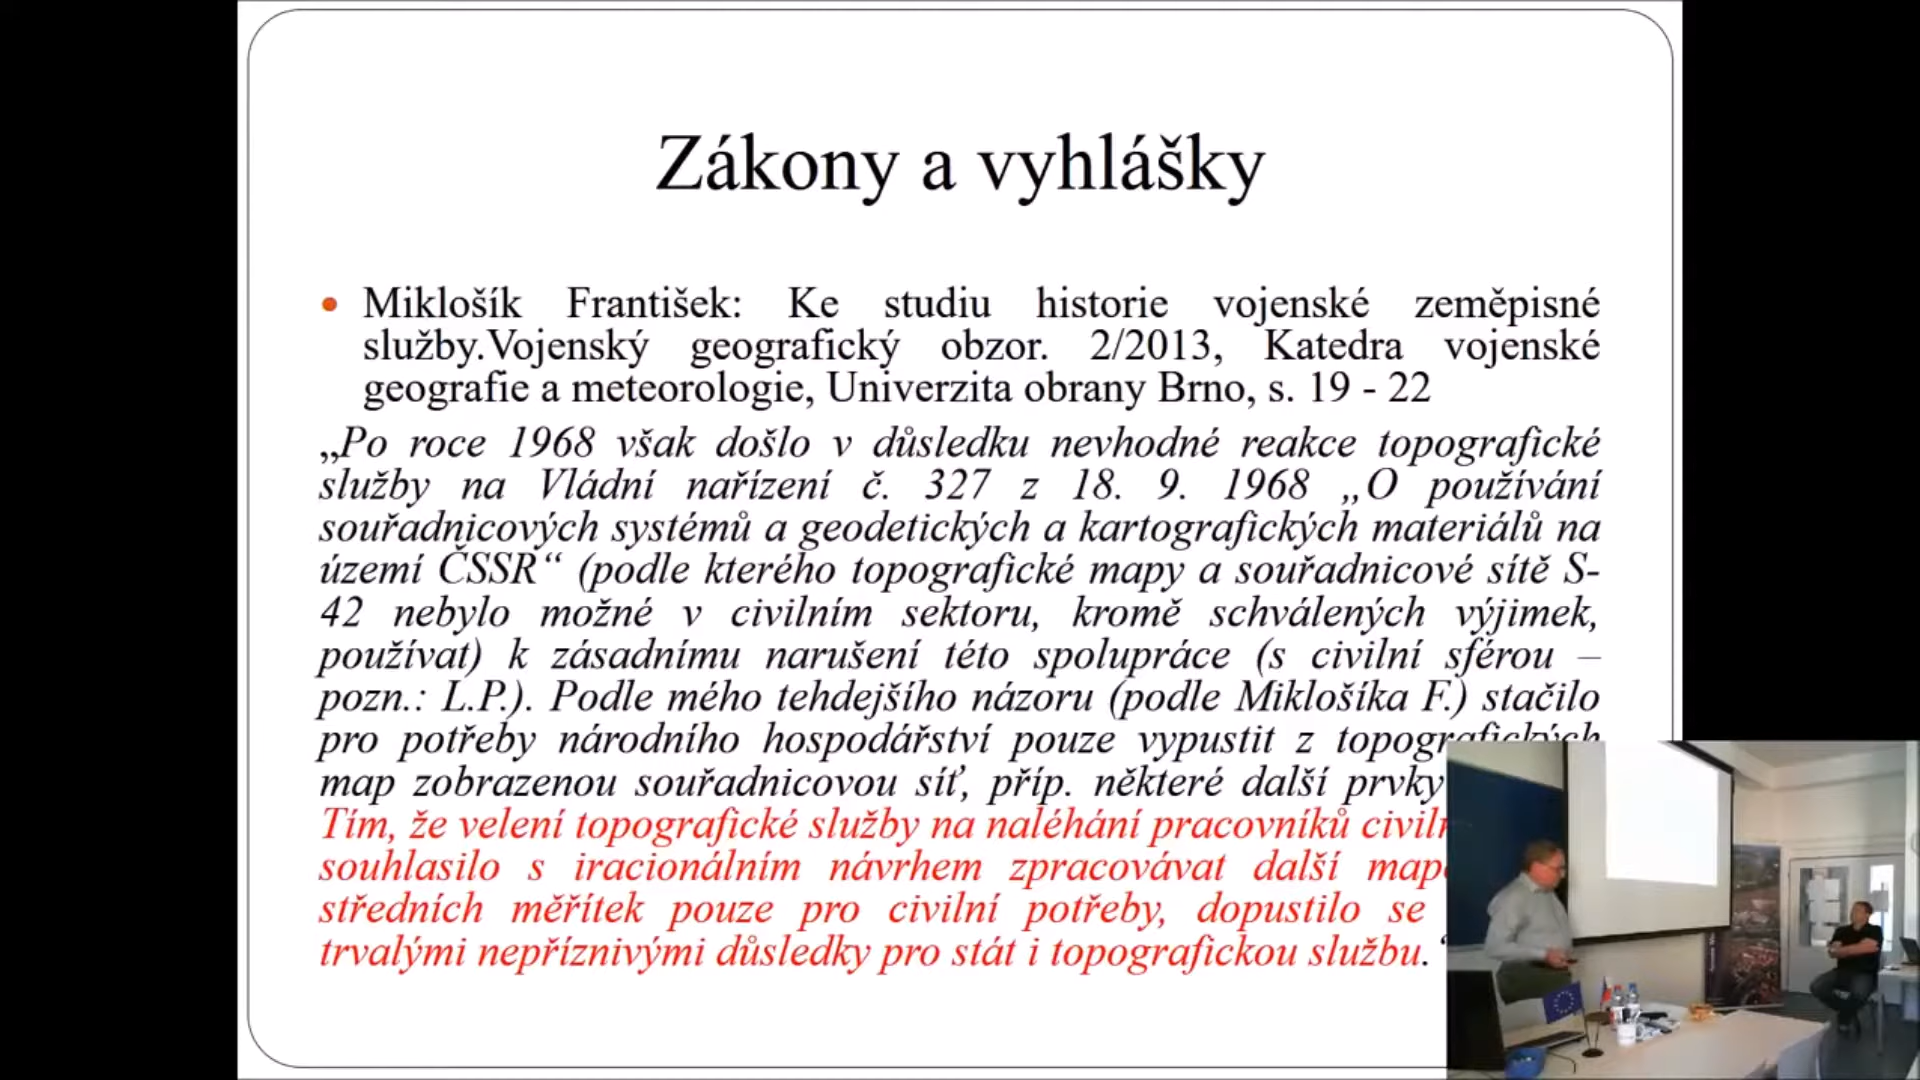 Zákony a vyhlášky
Miklošík František: Ke studiu historie vojenské zeměpisné
služby.Vojenský geografický obzor. 2/2013, Katedra vojenské
geografie a meteorologie, Univerzita obrany Brno, s. 19 - 22
„Po roce 1968 však došlo v důsledku nevhodné reakce topografické
služby na Vládní nařízení č. 327 z 18. 9. 1968 „O používání
souřadnicových systémů a geodetických a kartografických materiálů na
území ČSSR“ (podle kterého topografické mapy a souřadnicové sítě S-
42 nebylo možné v civilním sektoru, kromě schválených výjimek,
používat) k zásadnímu narušení této spolupráce (s civilní sférou –
pozn.: L.P.). Podle mého tehdejšího názoru (podle Miklošíka F.) stačilo
pro potřeby národního hospodářství pouze vypustit z topografických
map zobrazenou souřadnicovou síť, příp. některé další prvky
Tím, že velení topografické služby na naléhání pracovníků
souhlasilo s iracionálním návrhem zpracovávat další
středních měřítek pouze pro civilní potřeby, dopustilo se
trvalými nepříznivými důsledky pro stát i topografickou službu.